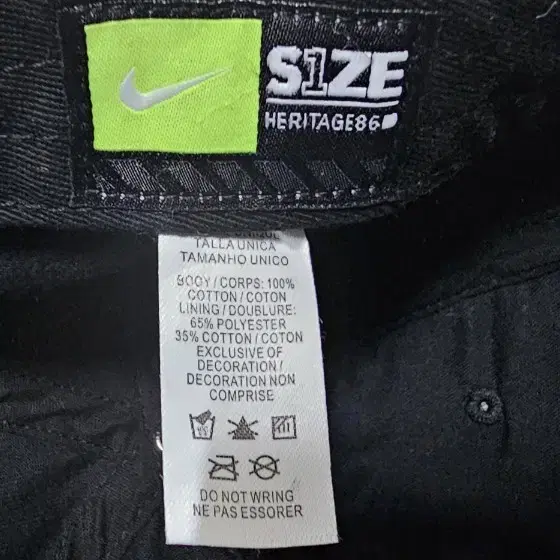 S1ZE
HERITAGE86
TALLA UNICA
TAMANHO UNICO
BODY / CORPS: 100%
COTTON / COTON
LINING / DOUBLURE:
65% POLYESTER
35% COTTON / COTON
EXCLUSIVE OF
DECORATION /
DECORATION NON
COMPRISE
DO NOT WRING
NE PAS ESSORER